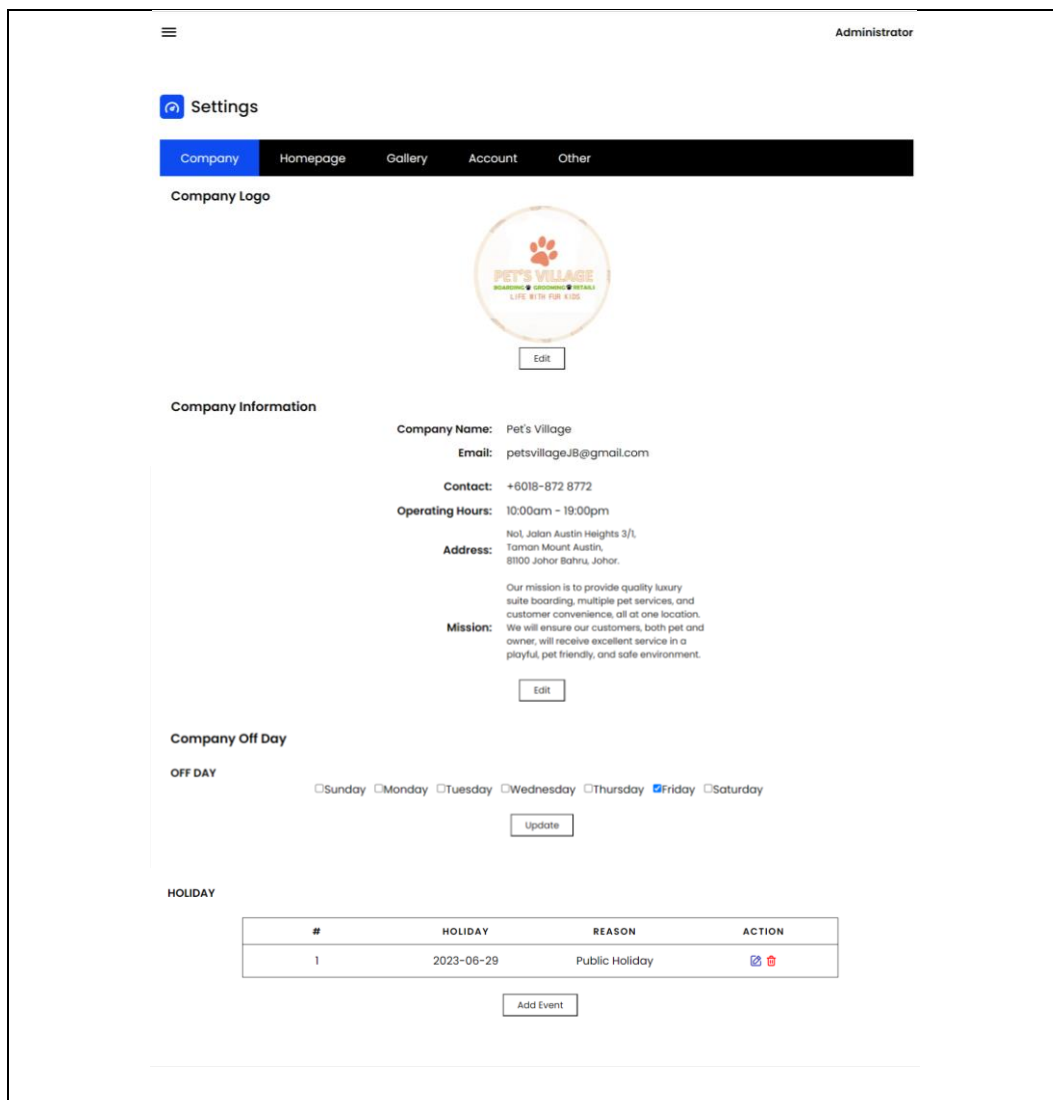 Administrator
Settings
Company Homepage Gallery Account Other
Company Logo
PET'S VILLAGE
BOARDING GROOMING RETAILS
LIFE WITH FUR KIDS
Edit
Company Information
Company Name: Pet's Village
Email: petsvillageJB@gmail.com
Contact: +6018-872 8772
Operating Hours: 10:00am - 19:00pm
Address: No1, Jalan Austin Heights 3/1,
Taman Mount Austin,
81100 Johor Bahru, Johor.
Mission: Our mission is to provide quality luxury
suite boarding, multiple pet services, and
customer convenience, all at one location.
We will ensure our customers, both pet and
owner, will receive excellent service in a
playful, pet friendly, and safe environment.
Edit
Company Off Day
OFF DAY
Sunday Monday Tuesday Wednesday Thursday Friday Saturday
Update
HOLIDAY
# HOLIDAY REASON ACTION
1 2023-06-29 Public Holiday
Add Event